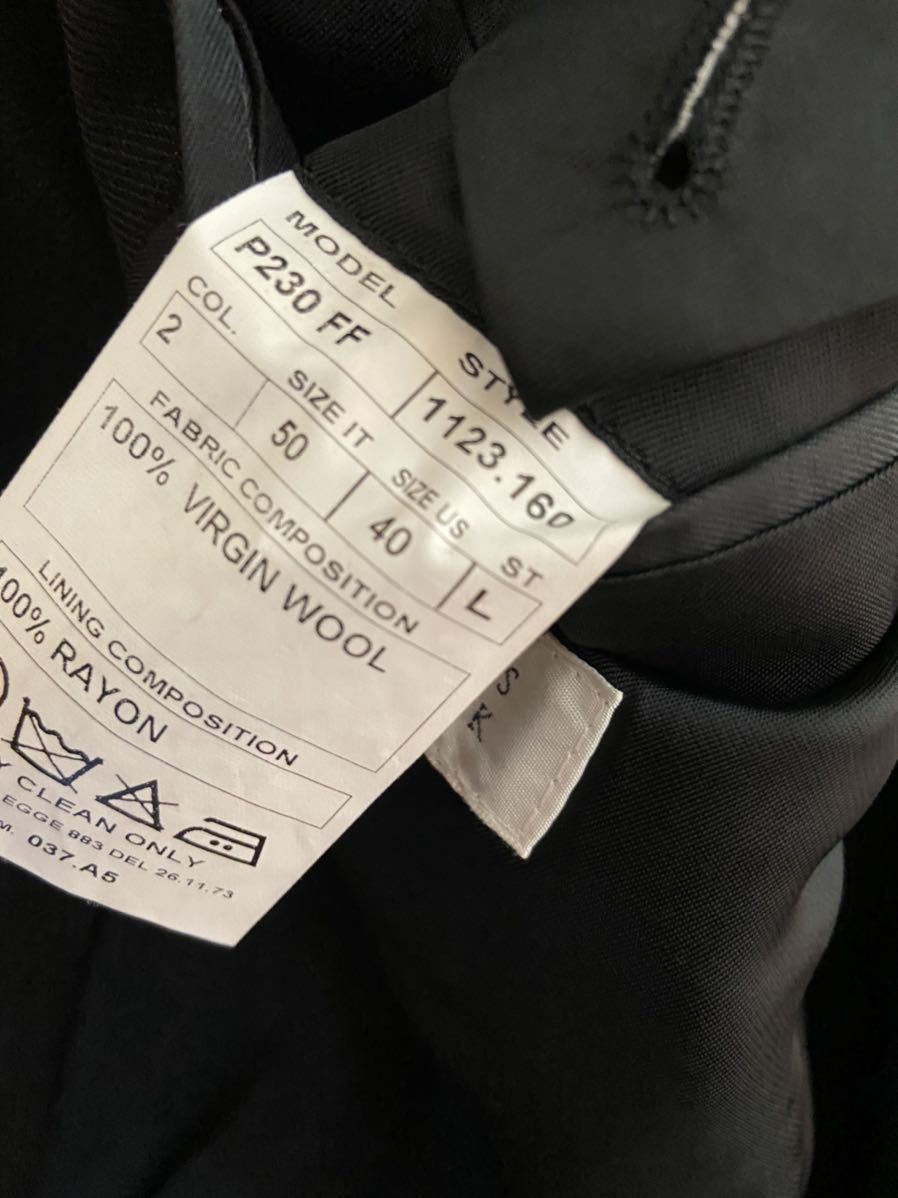 MODEL STYLE
P230 FF 1123.160
COL. SIZE IT SIZE US ST
2 50 40 L
FABRIC COMPOSITION
100% VIRGIN WOOL
LINING COMPOSITION
100% RAYON
Y CLEAN ONLY
EGGE 883 DEL 26.11.73
M. 037.A5
S
K